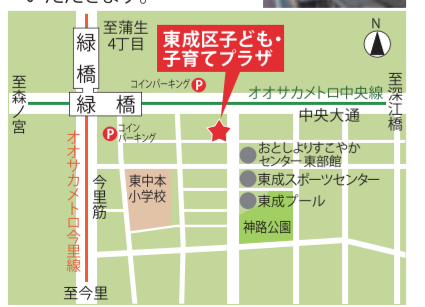 いただきます。
至蒲生
4丁目
東成区子ども・
子育てプラザ
N
緑橋
コインパーキング P
オオサカメトロ中央線
至深江橋
至森ノ宮
緑橋
中央大通
P コイン
パーキング
おとしよりすこやか
センター東部館
オオサカメトロ今里線
今里筋
東中本
小学校
東成スポーツセンター
東成プール
神路公園
至今里